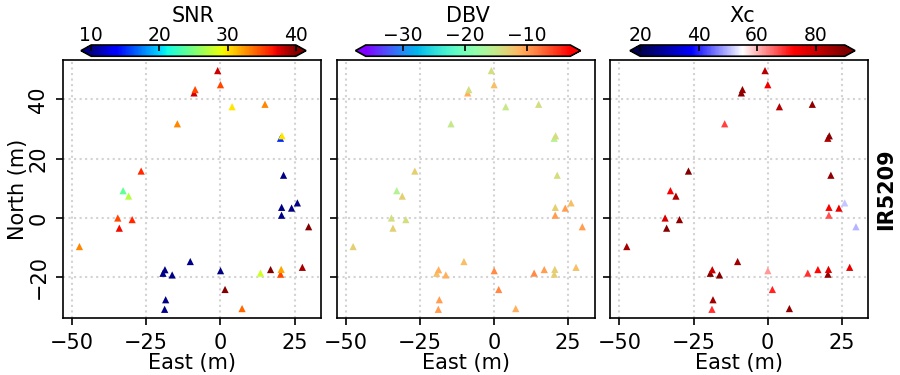 SNR DBV Xc
10 20 30 40 −30 −20 −10 20 40 60 80
North (m)
40
20
0
−20
−50 −25 0 25 −50 −25 0 25 −50 −25 0 25
East (m) East (m) East (m)
IR5209